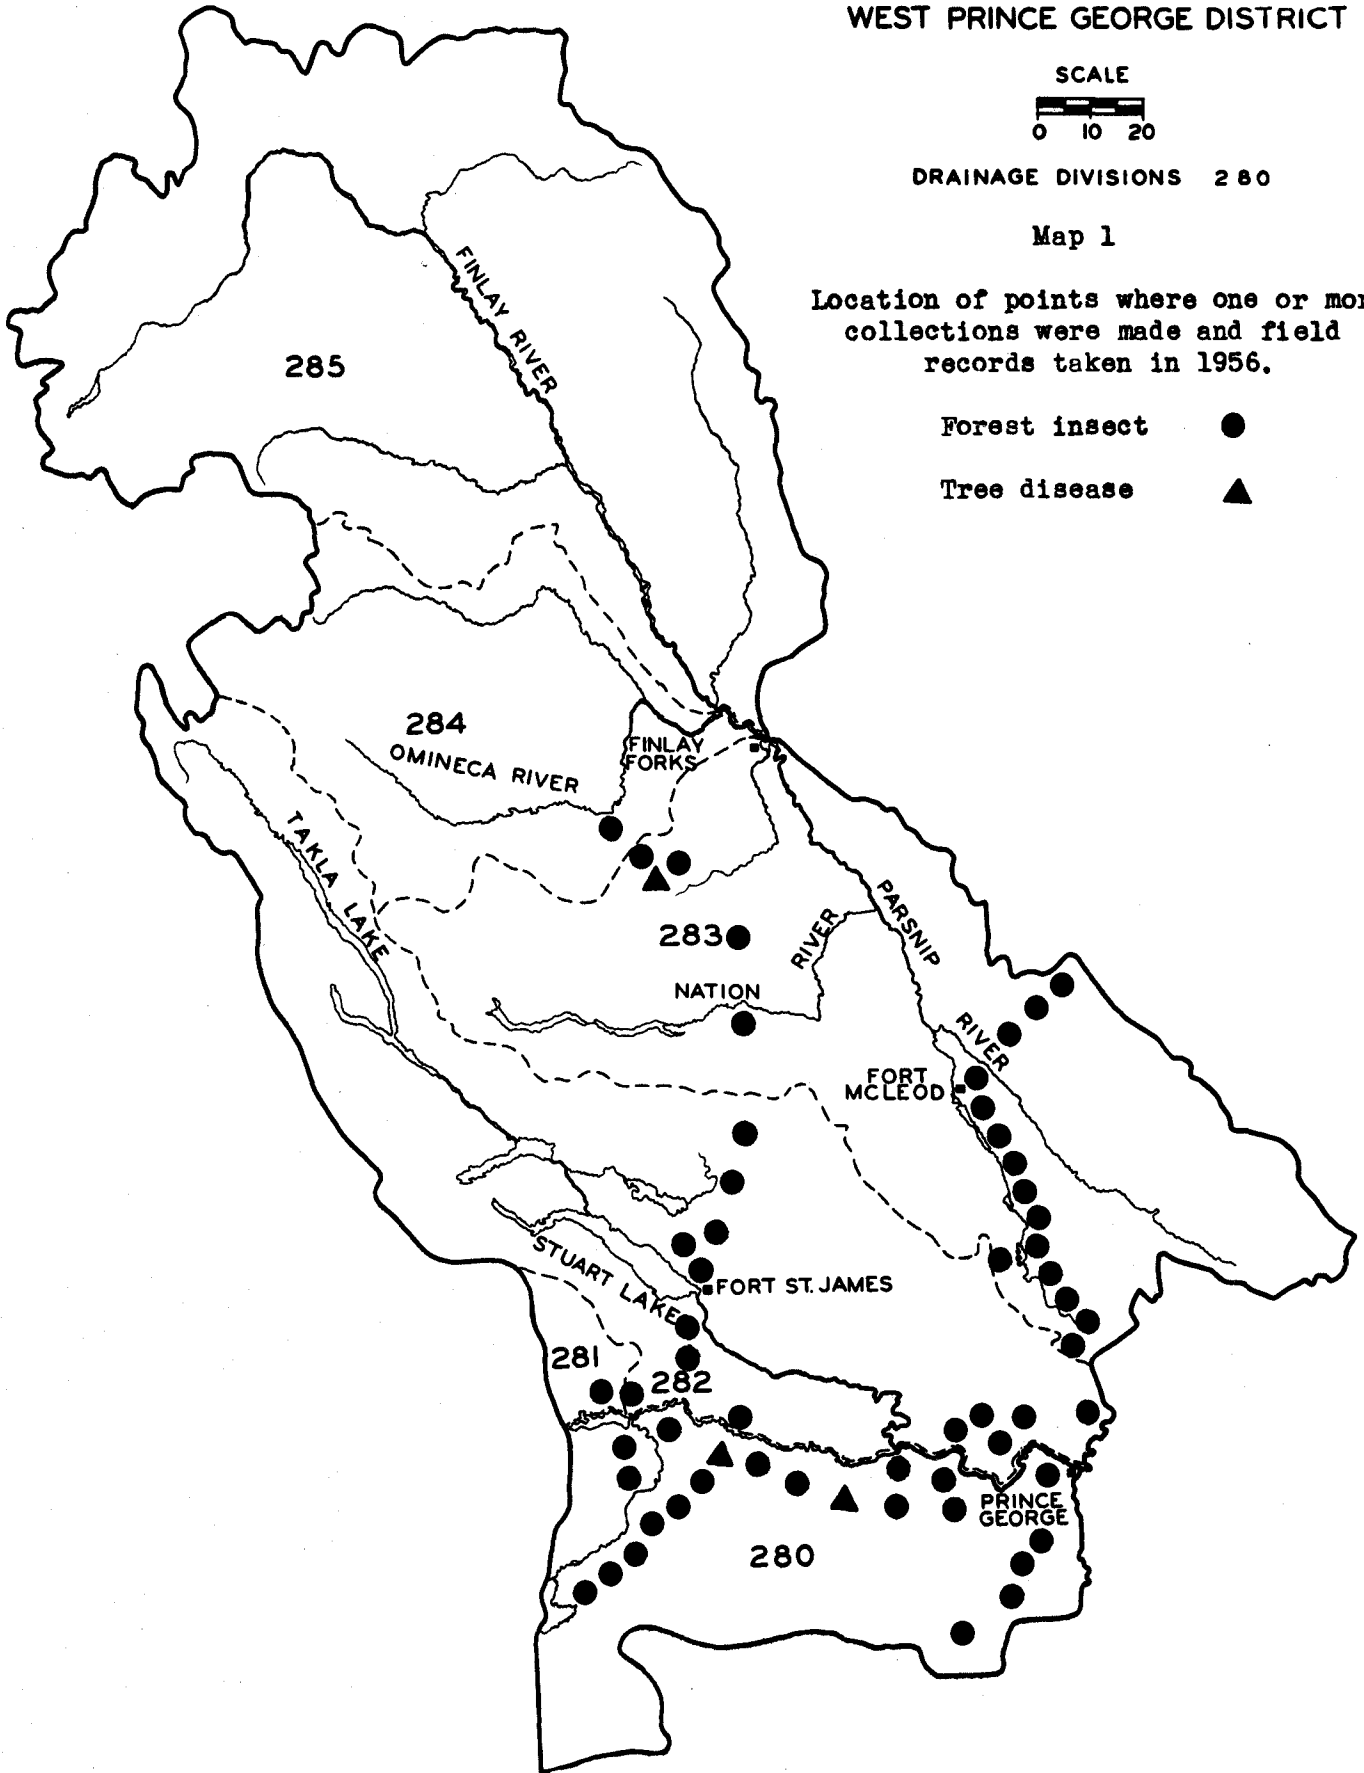 WEST PRINCE GEORGE DISTRICT
SCALE
0 10 20
DRAINAGE DIVISIONS 280
Map 1
Location of points where one or mor
collections were made and field
records taken in 1956.
Forest insect
Tree disease
FINLAY RIVER
285
284
OMINECA RIVER
FINLAY
FORKS
TAKLA LAKE
283
NATION RIVER
PARSNIP RIVER
FORT
MCLEOD
STUART LAKE
FORT ST. JAMES
281
282
PRINCE
GEORGE
280